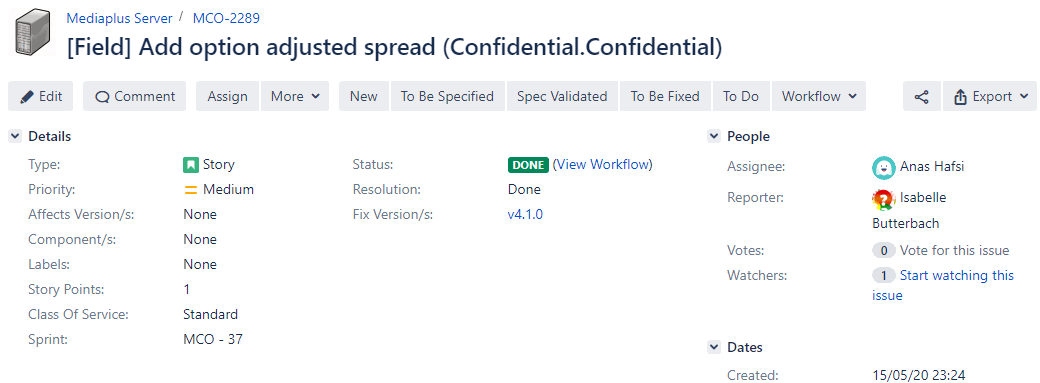 Mediaplus Server / MCO-2289
[Field] Add option adjusted spread (Confidential.Confidential)
Edit Comment Assign More New To Be Specified Spec Validated To Be Fixed To Do Workflow Export
Details
Type: Story
Priority: Medium
Affects Version/s: None
Component/s: None
Labels: None
Story Points: 1
Class Of Service: Standard
Sprint: MCO - 37
Status: DONE (View Workflow)
Resolution: Done
Fix Version/s: v4.1.0
People
Assignee: Anas Hafsi
Reporter: Isabelle
Butterbach
Votes: 0 Vote for this issue
Watchers: 1 Start watching this
issue
Dates
Created: 15/05/20 23:24